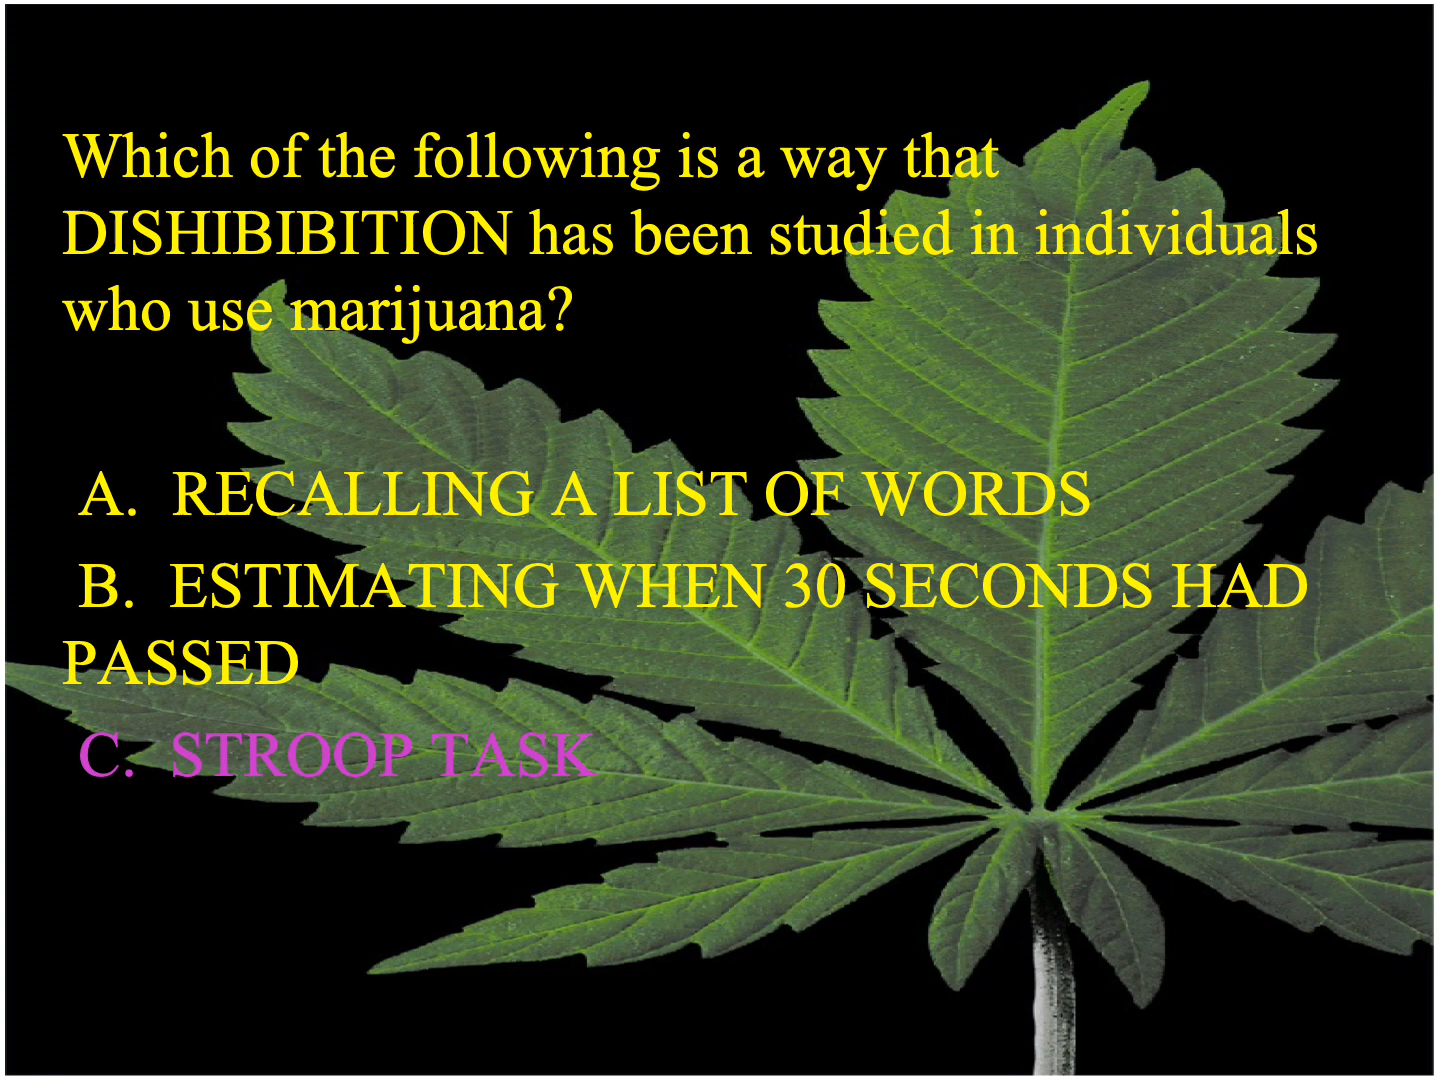 Which of the following is a way that
DISHIBIBITION has been studied in individuals
who use marijuana?
A. RECALLING A LIST OF WORDS
B. ESTIMATING WHEN 30 SECONDS HAD
PASSED
C. STROOP TASK